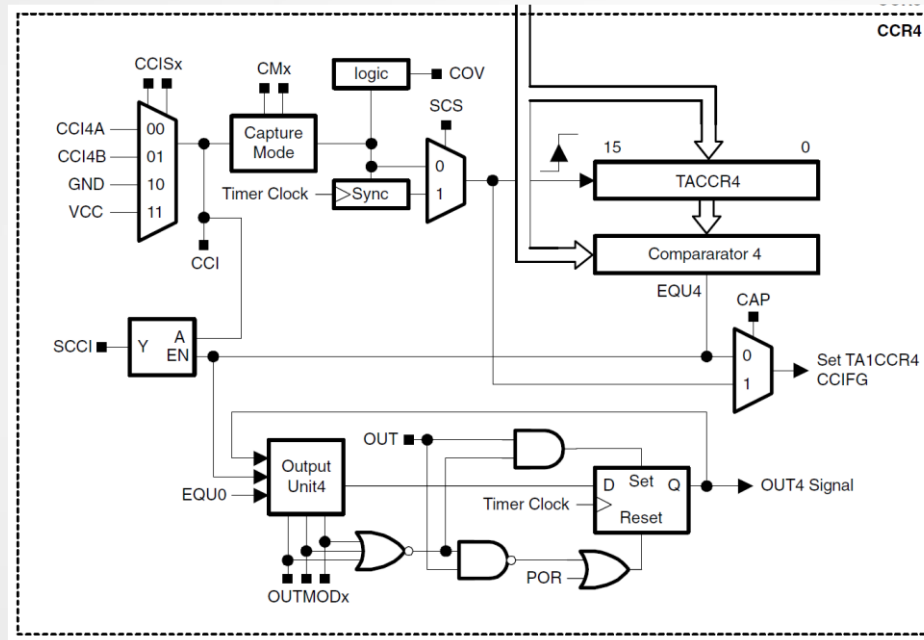 CCR4
CCISx
CMx
logic
COV
SCS
CCI4A
00
CCI4B
01
GND
10
VCC
11
Capture
Mode
15
0
0
TACCR4
Timer Clock
Sync
1
CCI
Compararator 4
EQU4
CAP
SCCI
Y
A
EN
0
1
Set TA1CCR4
CCIFG
OUT
Output
Unit4
EQU0
D
Set
Q
OUT4 Signal
Timer Clock
Reset
POR
OUTMODx